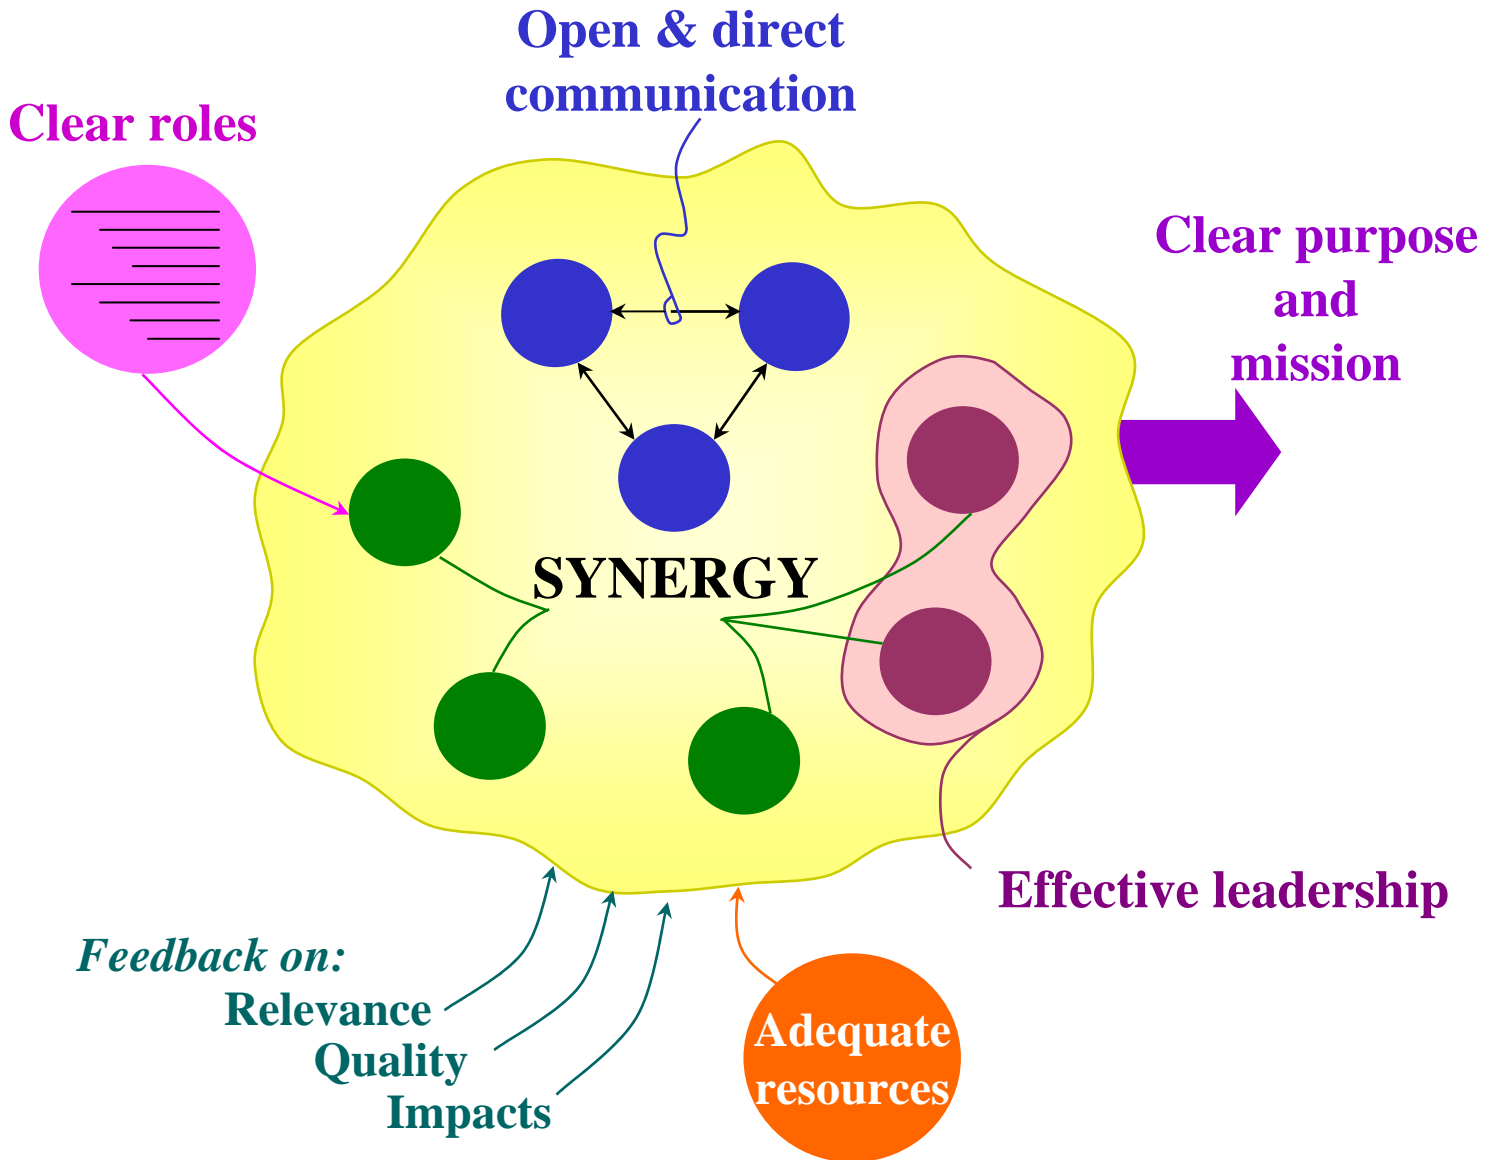 Open & direct
communication
Clear roles
Clear purpose
and
mission
SYNERGY
Effective leadership
Feedback on:
Relevance
Quality
Impacts
Adequate
resources